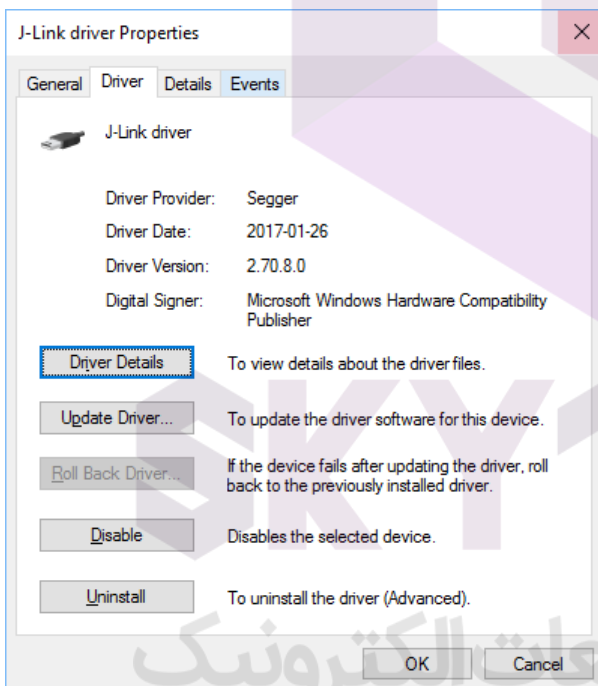 J-Link driver Properties
General Driver Details Events
J-Link driver
Driver Provider: Segger
Driver Date: 2017-01-26
Driver Version: 2.70.8.0
Digital Signer: Microsoft Windows Hardware Compatibility
Publisher
Driver Details To view details about the driver files.
Update Driver... To update the driver software for this device.
Roll Back Driver... If the device fails after updating the driver, roll
back to the previously installed driver.
Disable Disables the selected device.
Uninstall To uninstall the driver (Advanced).
OK Cancel
SKY
الکترونیک